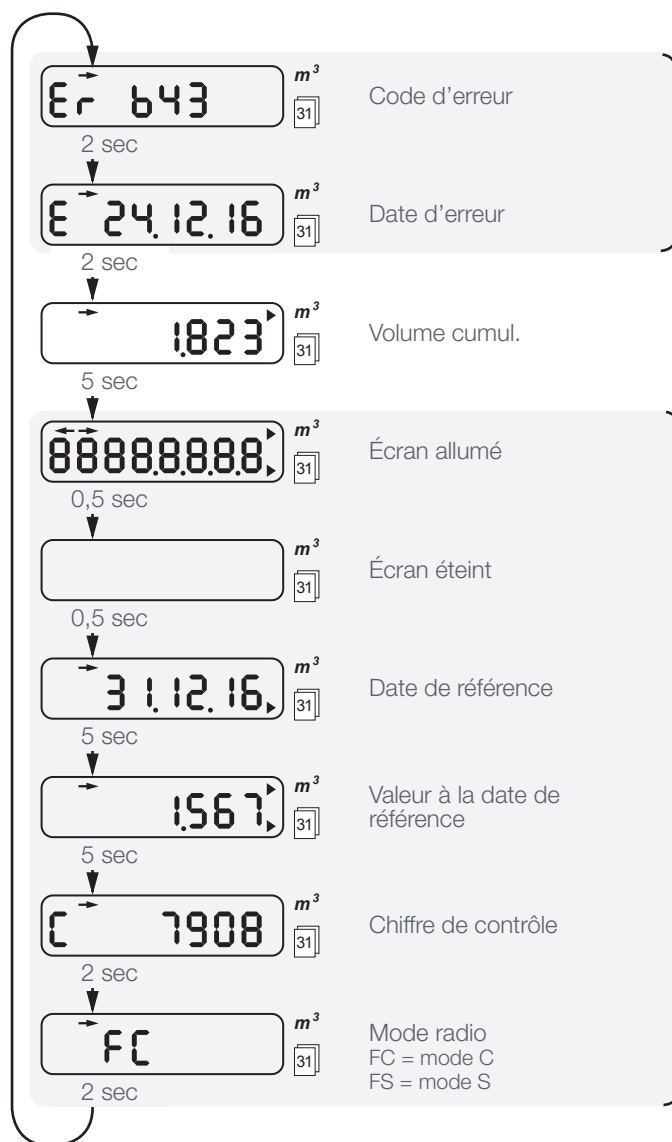 Er b43
m³
31
Code d’erreur
2 sec
E 24.12.16
m³
31
Date d’erreur
2 sec
1.823
m³
31
Volume cumul.
5 sec
8888.8.8.8.
m³
31
Écran allumé
0,5 sec
m³
31
Écran éteint
0,5 sec
31.12.16.
m³
31
Date de référence
5 sec
1.567
m³
31
Valeur à la date de
référence
5 sec
C 7908
m³
31
Chiffre de contrôle
2 sec
FC
m³
31
Mode radio
FC = mode C
FS = mode S
2 sec